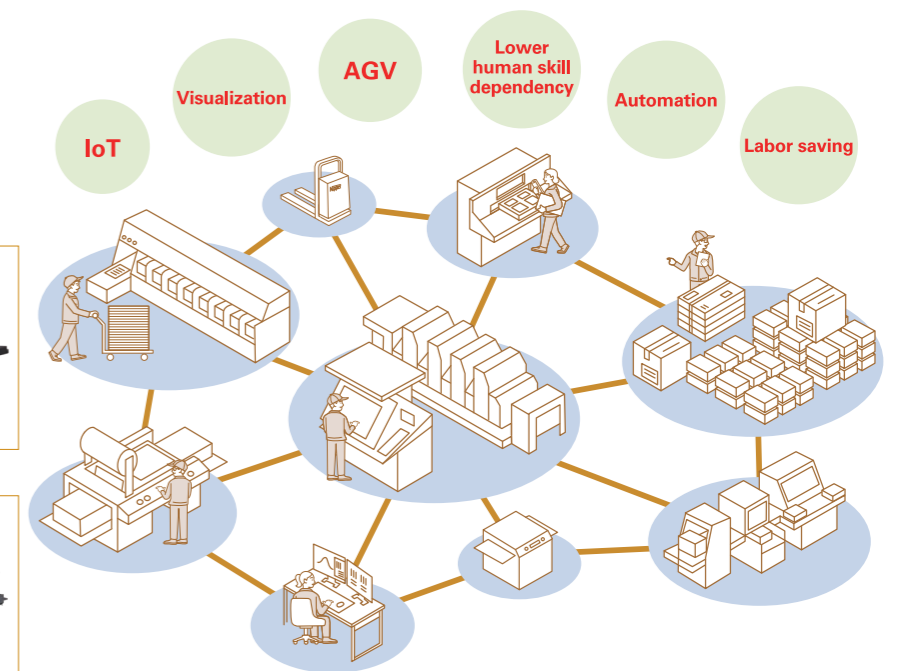 IoT
Visualization
AGV
Lower
human skill
dependency
Automation
Labor saving